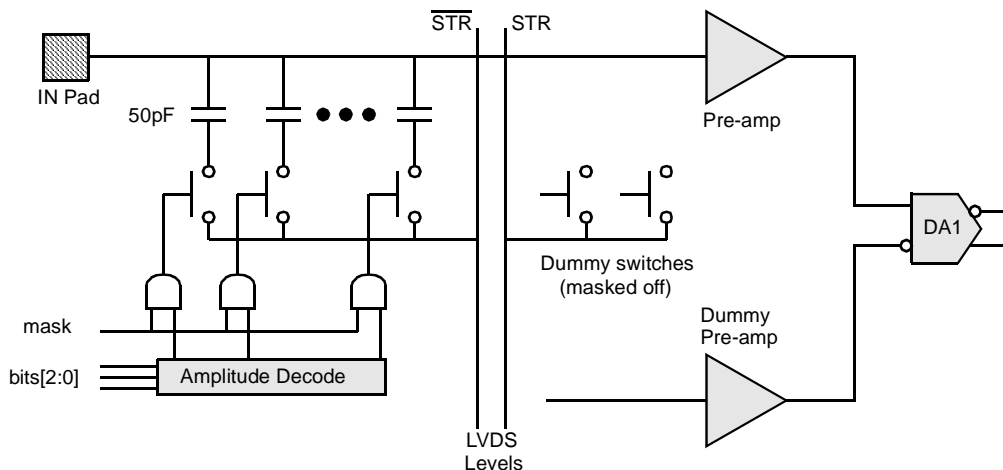 STR STR
IN Pad
50pF
Pre-amp
DA1
Dummy switches
(masked off)
mask
bits[2:0]
Amplitude Decode
Dummy
Pre-amp
LVDS
Levels